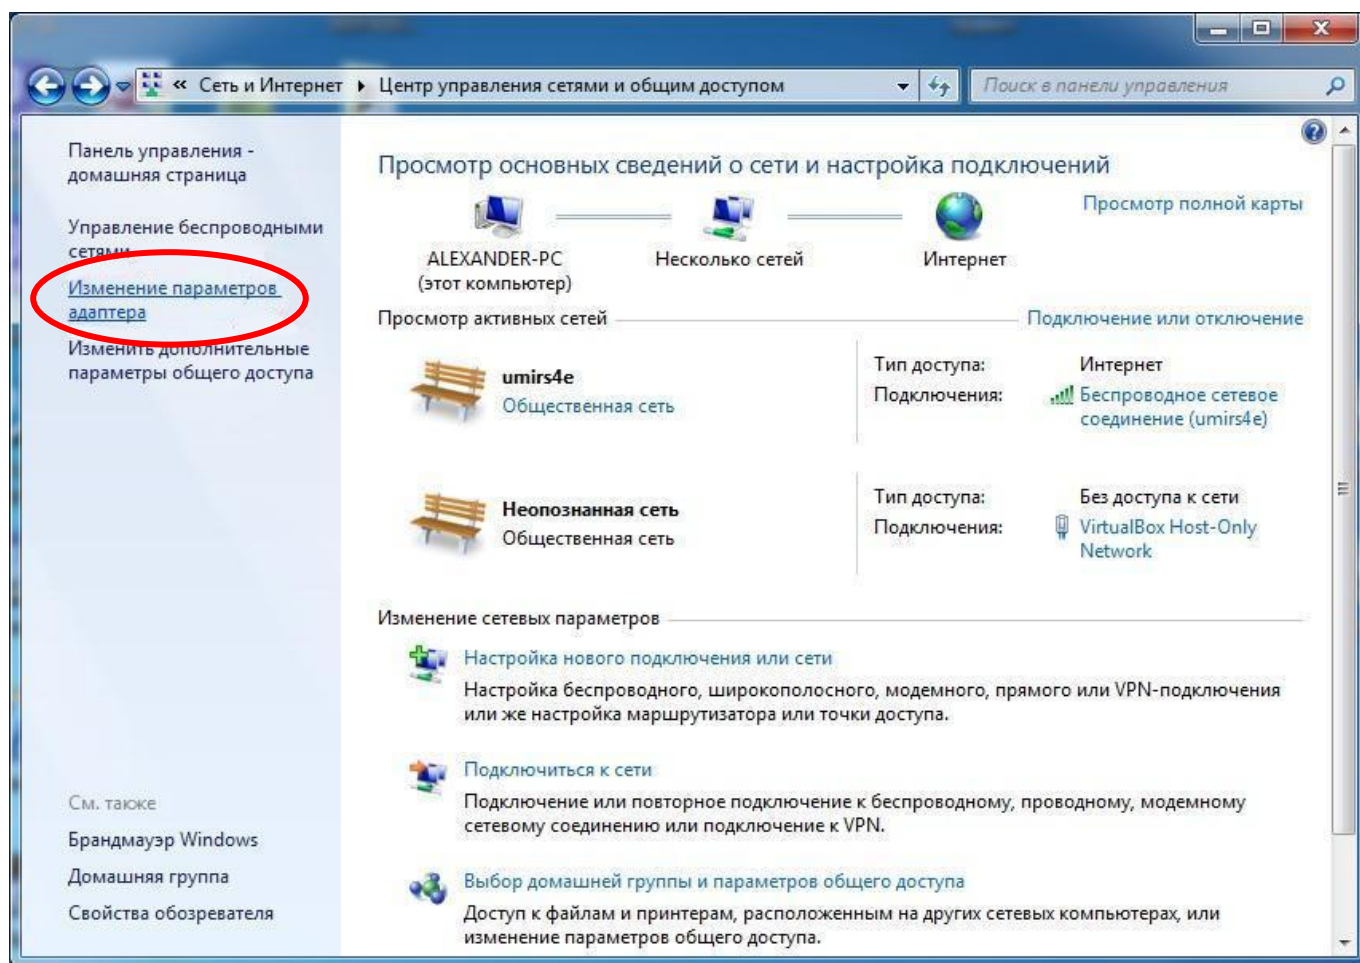 « Сеть и Интернет ▸ Центр управления сетями и общим доступом
Поиск в панели управления
Панель управления -
домашняя страница
Управление беспроводными
сетями
Изменение параметров
адаптера
Изменить дополнительные
параметры общего доступа
См. также
Брандмауэр Windows
Домашняя группа
Свойства обозревателя
Просмотр основных сведений о сети и настройка подключений
Просмотр полной карты
ALEXANDER-PC
(этот компьютер)
Несколько сетей
Интернет
Просмотр активных сетей
Подключение или отключение
umirs4e
Общественная сеть
Тип доступа: Интернет
Подключения: Беспроводное сетевое
соединение (umirs4e)
Неопознанная сеть
Общественная сеть
Тип доступа: Без доступа к сети
Подключения: VirtualBox Host-Only
Network
Изменение сетевых параметров
Настройка нового подключения или сети
Настройка беспроводного, широкополосного, модемного, прямого или VPN-подключения
или же настройка маршрутизатора или точки доступа.
Подключиться к сети
Подключение или повторное подключение к беспроводному, проводному, модемному
сетевому соединению или подключение к VPN.
Выбор домашней группы и параметров общего доступа
Доступ к файлам и принтерам, расположенным на других сетевых компьютерах, или
изменение параметров общего доступа.